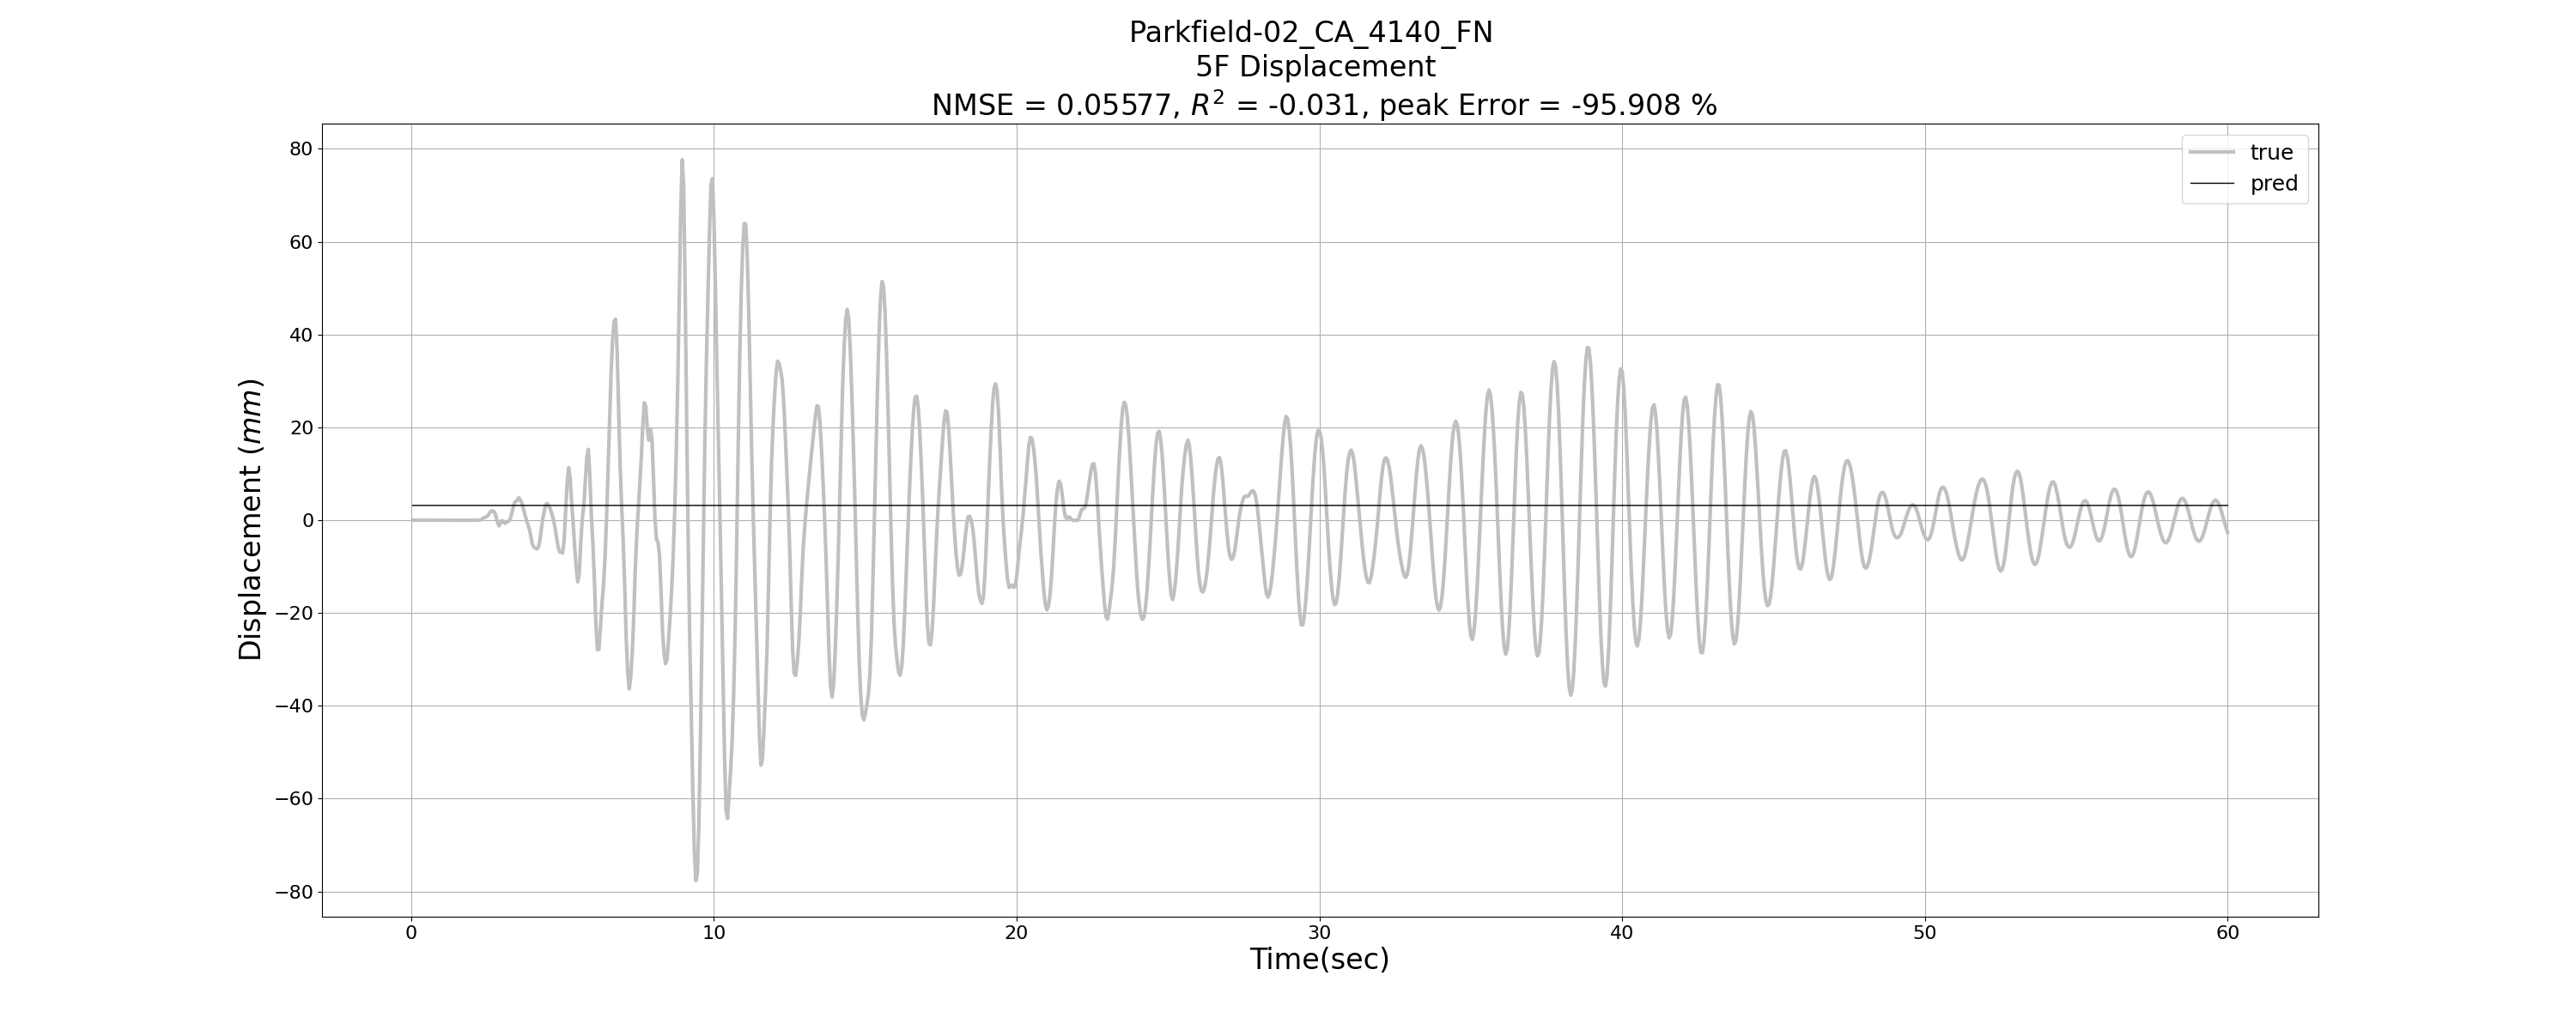 Parkfield-02_CA_4140_FN
5F Displacement
NMSE = 0.05577, R² = -0.031, peak Error = -95.908 %
true
pred
80
60
40
20
0
−20
−40
−60
−80
Displacement (mm)
0 10 20 30 40 50 60
Time(sec)